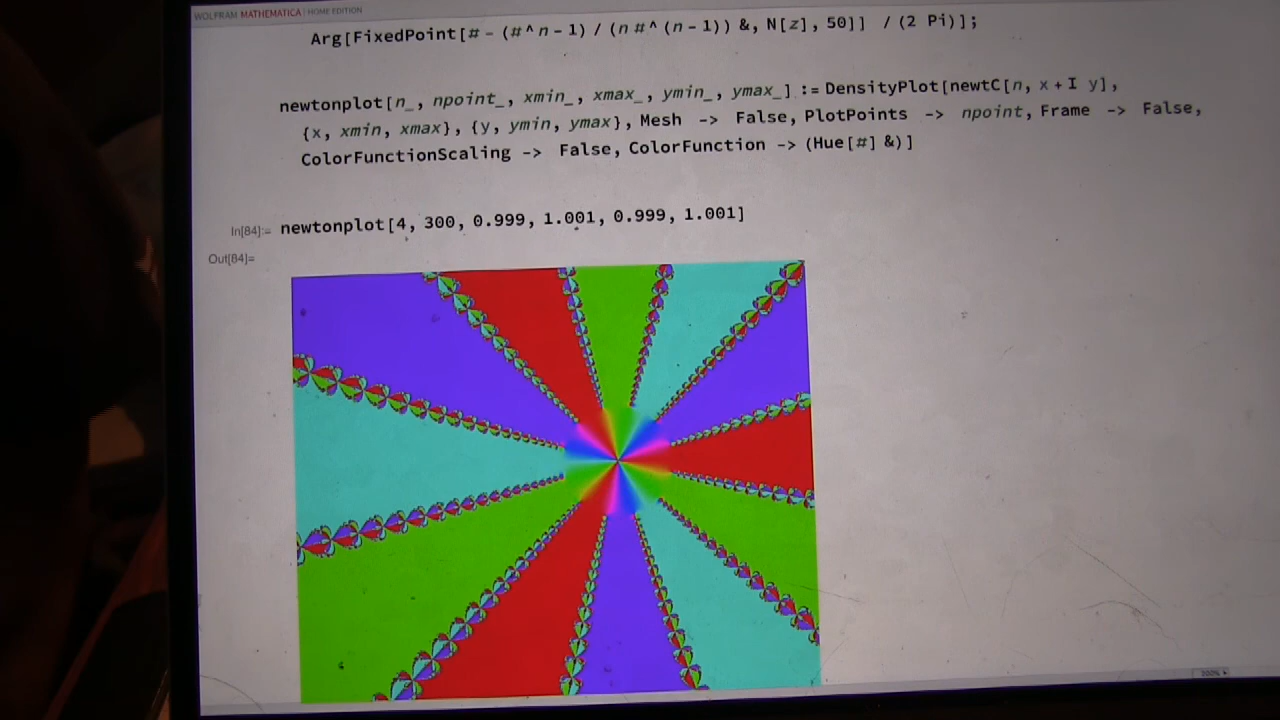 WOLFRAM MATHEMATICA | HOME EDITION
Arg[FixedPoint[# - (#^n - 1) / (n #^(n - 1)) &, N[z], 50]] / (2 Pi)];
newtonplot[n_, npoint_, xmin_, xmax_, ymin_, ymax_] := DensityPlot[newtC[n, x + I y],
{x, xmin, xmax}, {y, ymin, ymax}, Mesh -> False, PlotPoints -> npoint, Frame -> False,
ColorFunctionScaling -> False, ColorFunction -> (Hue[#] &)]
In[84]:= newtonplot[4, 300, 0.999, 1.001, 0.999, 1.001]
Out[84]=
200%